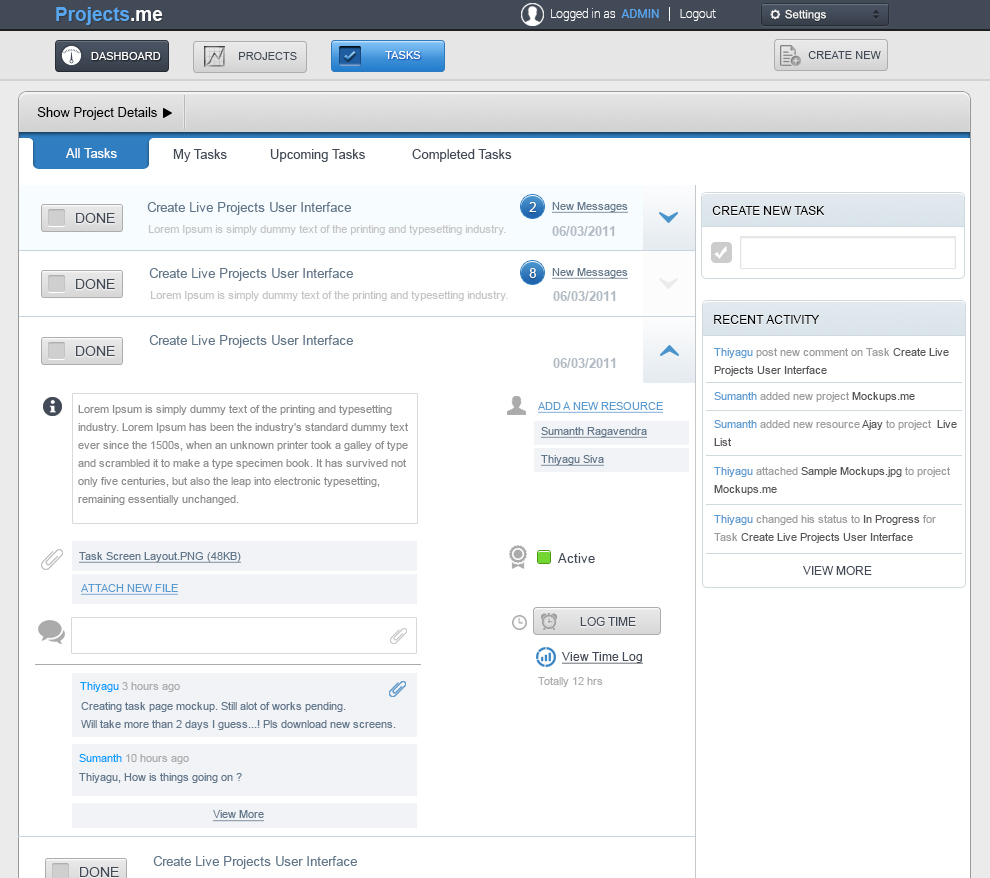 Projects.me
Logged in as ADMIN | Logout
Settings
DASHBOARD
PROJECTS
TASKS
CREATE NEW
Show Project Details ▶
All Tasks
My Tasks
Upcoming Tasks
Completed Tasks
DONE
Create Live Projects User Interface
Lorem Ipsum is simply dummy text of the printing and typesetting industry.
2
New Messages
06/03/2011
DONE
Create Live Projects User Interface
Lorem Ipsum is simply dummy text of the printing and typesetting industry.
8
New Messages
06/03/2011
DONE
Create Live Projects User Interface
06/03/2011
Lorem Ipsum is simply dummy text of the printing and typesetting
industry. Lorem Ipsum has been the industry's standard dummy text
ever since the 1500s, when an unknown printer took a galley of type
and scrambled it to make a type specimen book. It has survived not
only five centuries, but also the leap into electronic typesetting,
remaining essentially unchanged.
ADD A NEW RESOURCE
Sumanth Ragavendra
Thiyagu Siva
Task Screen Layout.PNG (48KB)
ATTACH NEW FILE
Active
LOG TIME
View Time Log
Totally 12 hrs
Thiyagu 3 hours ago
Creating task page mockup. Still alot of works pending.
Will take more than 2 days I guess...! Pls download new screens.
Sumanth 10 hours ago
Thiyagu, How is things going on ?
View More
DONE
Create Live Projects User Interface
CREATE NEW TASK
RECENT ACTIVITY
Thiyagu post new comment on Task Create Live
Projects User Interface
Sumanth added new project Mockups.me
Sumanth added new resource Ajay to project Live
List
Thiyagu attached Sample Mockups.jpg to project
Mockups.me
Thiyagu changed his status to In Progress for
Task Create Live Projects User Interface
VIEW MORE